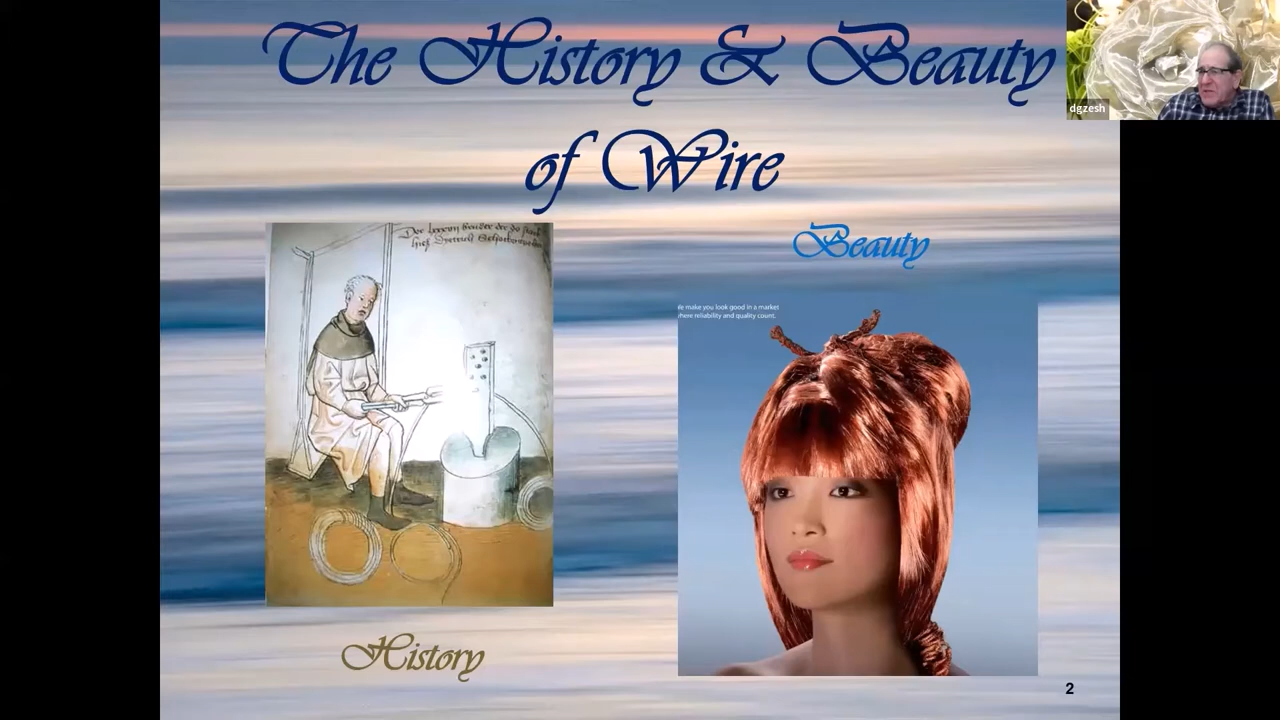 The History & Beauty
of Wire
dgzesh
Beauty
We make you look good in a market
where reliability and quality count.
History
2